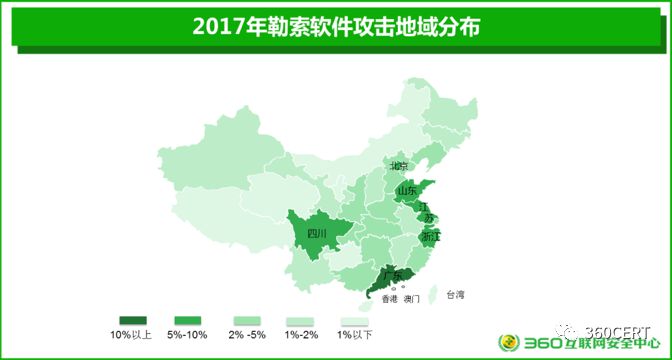 2017年勒索软件攻击地域分布
北京
山东
江
苏
四川
浙江
广东
香港 澳门
台湾
10%以上 5%-10% 2% -5% 1%-2% 1%以下
360CERT
360互联网安全中心